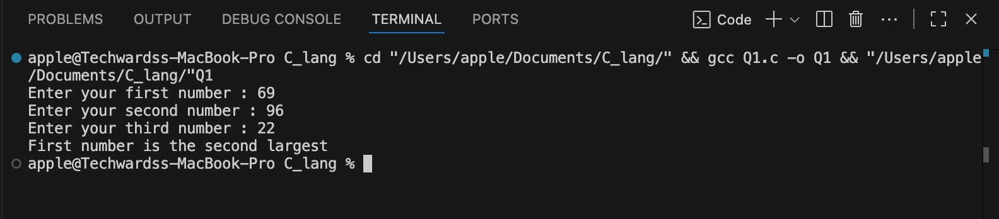 PROBLEMS OUTPUT DEBUG CONSOLE TERMINAL PORTS Code
apple@Techwardss-MacBook-Pro C_lang % cd "/Users/apple/Documents/C_lang/" && gcc Q1.c -o Q1 && "/Users/apple
/Documents/C_lang/"Q1
Enter your first number : 69
Enter your second number : 96
Enter your third number : 22
First number is the second largest
apple@Techwardss-MacBook-Pro C_lang %